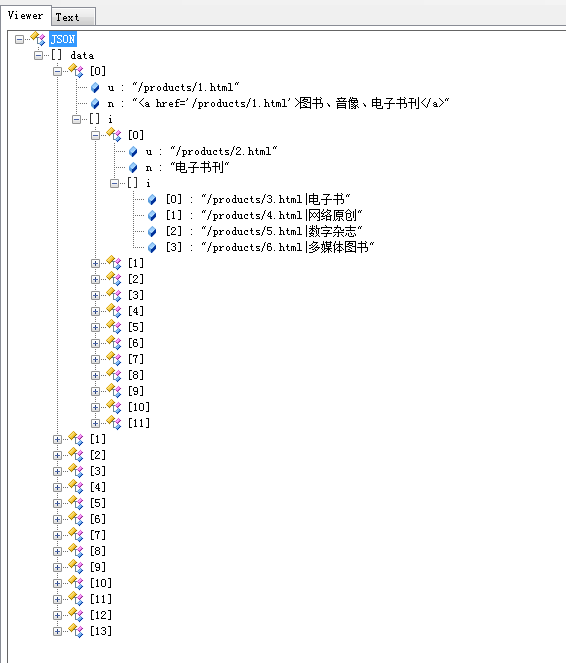 Viewer Text
JSON
[] data
[0]
u : "/products/1.html"
n : "<a href='/products/1.html'>图书、音像、电子书刊</a>"
[] i
[0]
u : "/products/2.html"
n : "电子书刊"
[] i
[0] : "/products/3.html|电子书"
[1] : "/products/4.html|网络原创"
[2] : "/products/5.html|数字杂志"
[3] : "/products/6.html|多媒体图书"
[1]
[2]
[3]
[4]
[5]
[6]
[7]
[8]
[9]
[10]
[11]
[1]
[2]
[3]
[4]
[5]
[6]
[7]
[8]
[9]
[10]
[11]
[12]
[13]